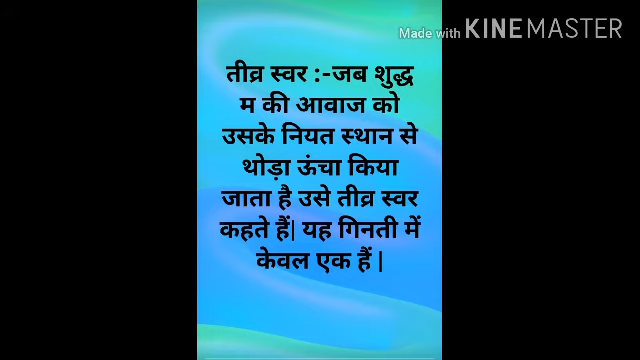 Made with KINEMASTER
तीव्र स्वर :-जब शुद्ध
म की आवाज को
उसके नियत स्थान से
थोड़ा ऊंचा किया
जाता है उसे तीव्र स्वर
कहते हैं| यह गिनती में
केवल एक हैं |